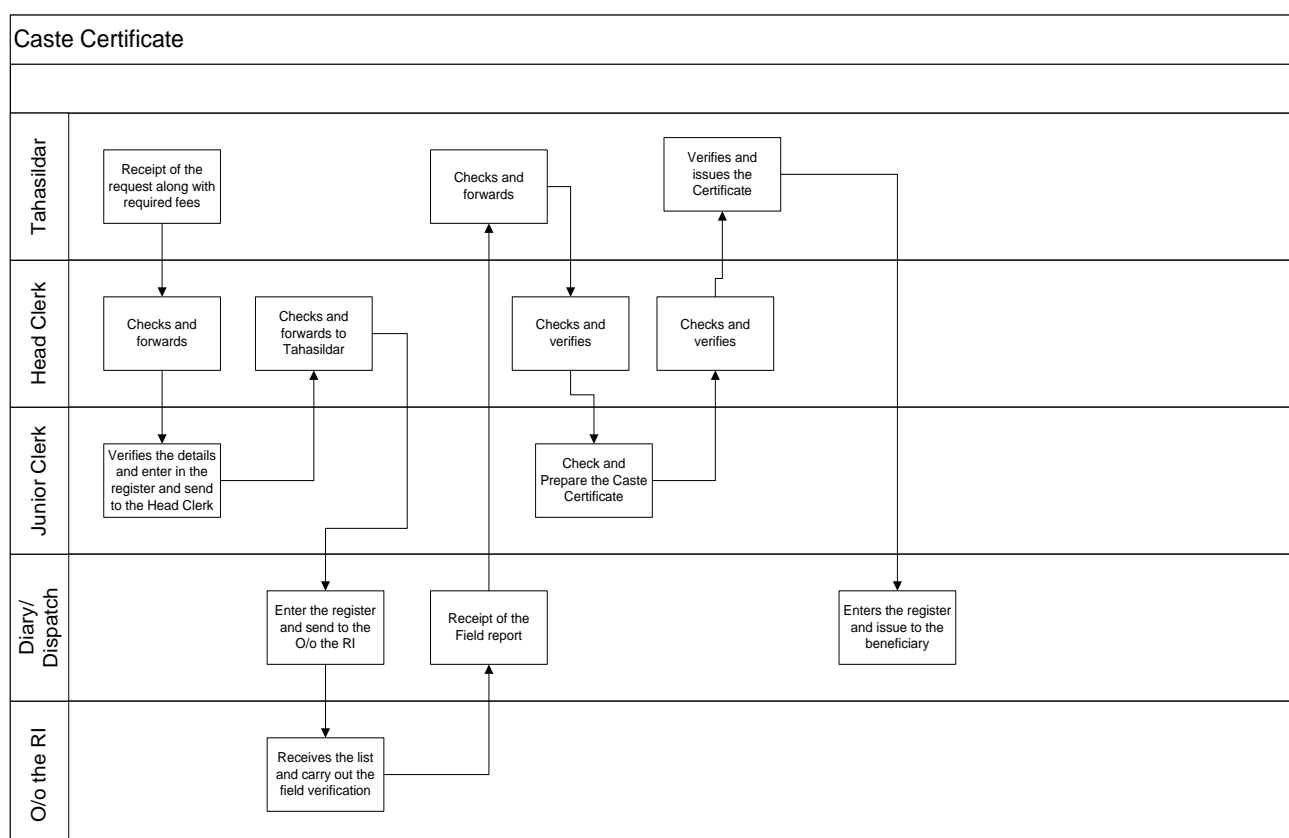 Caste Certificate
Tahasildar
Receipt of the
request along with
required fees
Checks and
forwards
Verifies and
issues the
Certificate
Head Clerk
Checks and
forwards
Checks and
forwards to
Tahasildar
Checks and
verifies
Checks and
verifies
Junior Clerk
Verifies the details
and enter in the
register and send
to the Head Clerk
Check and
Prepare the Caste
Certificate
Diary/
Dispatch
Enter the register
and send to the
O/o the RI
Receipt of the
Field report
Enters the register
and issue to the
beneficiary
O/o the RI
Receives the list
and carry out the
field verification